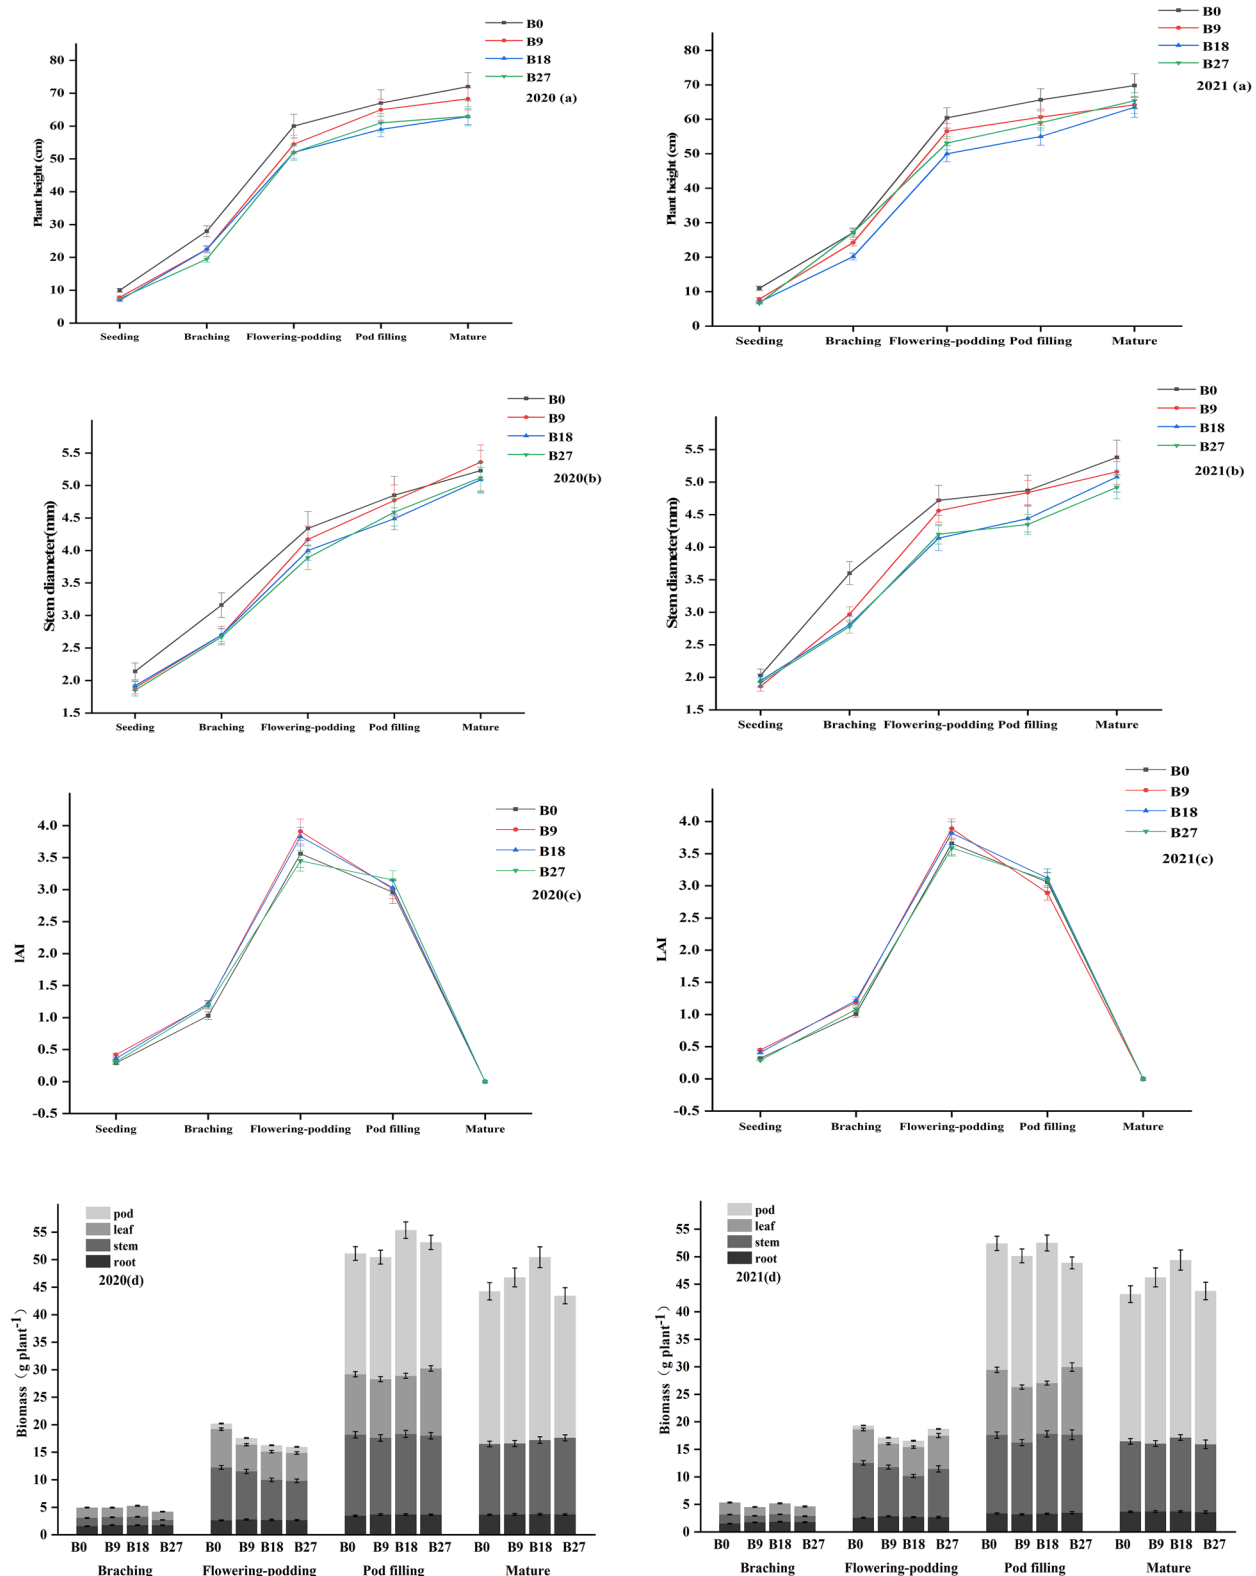 B0
B9
B18
B27
2020 (a)
80
70
60
50
40
30
20
10
0
Plant height (cm)
Seeding Braching Flowering-podding Pod filling Mature
B0
B9
B18
B27
2021 (a)
80
70
60
50
40
30
20
10
0
Plant height (cm)
Seeding Braching Flowering-podding Pod filling Mature
B0
B9
B18
B27
2020(b)
5.5
5.0
4.5
4.0
3.5
3.0
2.5
2.0
1.5
Stem diameter(mm)
Seeding Braching Flowering-podding Pod filling Mature
B0
B9
B18
B27
2021(b)
5.5
5.0
4.5
4.0
3.5
3.0
2.5
2.0
1.5
Stem diameter(mm)
Seeding Braching Flowering-podding Pod filling Mature
B0
B9
B18
B27
2020(c)
4.0
3.5
3.0
2.5
2.0
1.5
1.0
0.5
0.0
-0.5
lAI
Seeding Braching Flowering-podding Pod filling Mature
B0
B9
B18
B27
2021(c)
4.0
3.5
3.0
2.5
2.0
1.5
1.0
0.5
0.0
-0.5
LAI
Seeding Braching Flowering-podding Pod filling Mature
pod
leaf
stem
root
2020(d)
55
50
45
40
35
30
25
20
15
10
5
0
Biomass（g plant-1）
B0 B9 B18 B27 B0 B9 B18 B27 B0 B9 B18 B27 B0 B9 B18 B27
Braching Flowering-podding Pod filling Mature
pod
leaf
stem
root
2021(d)
55
50
45
40
35
30
25
20
15
10
5
0
Biomass（g plant-1）
B0 B9 B18 B27 B0 B9 B18 B27 B0 B9 B18 B27 B0 B9 B18 B27
Braching Flowering-podding Pod filling Mature